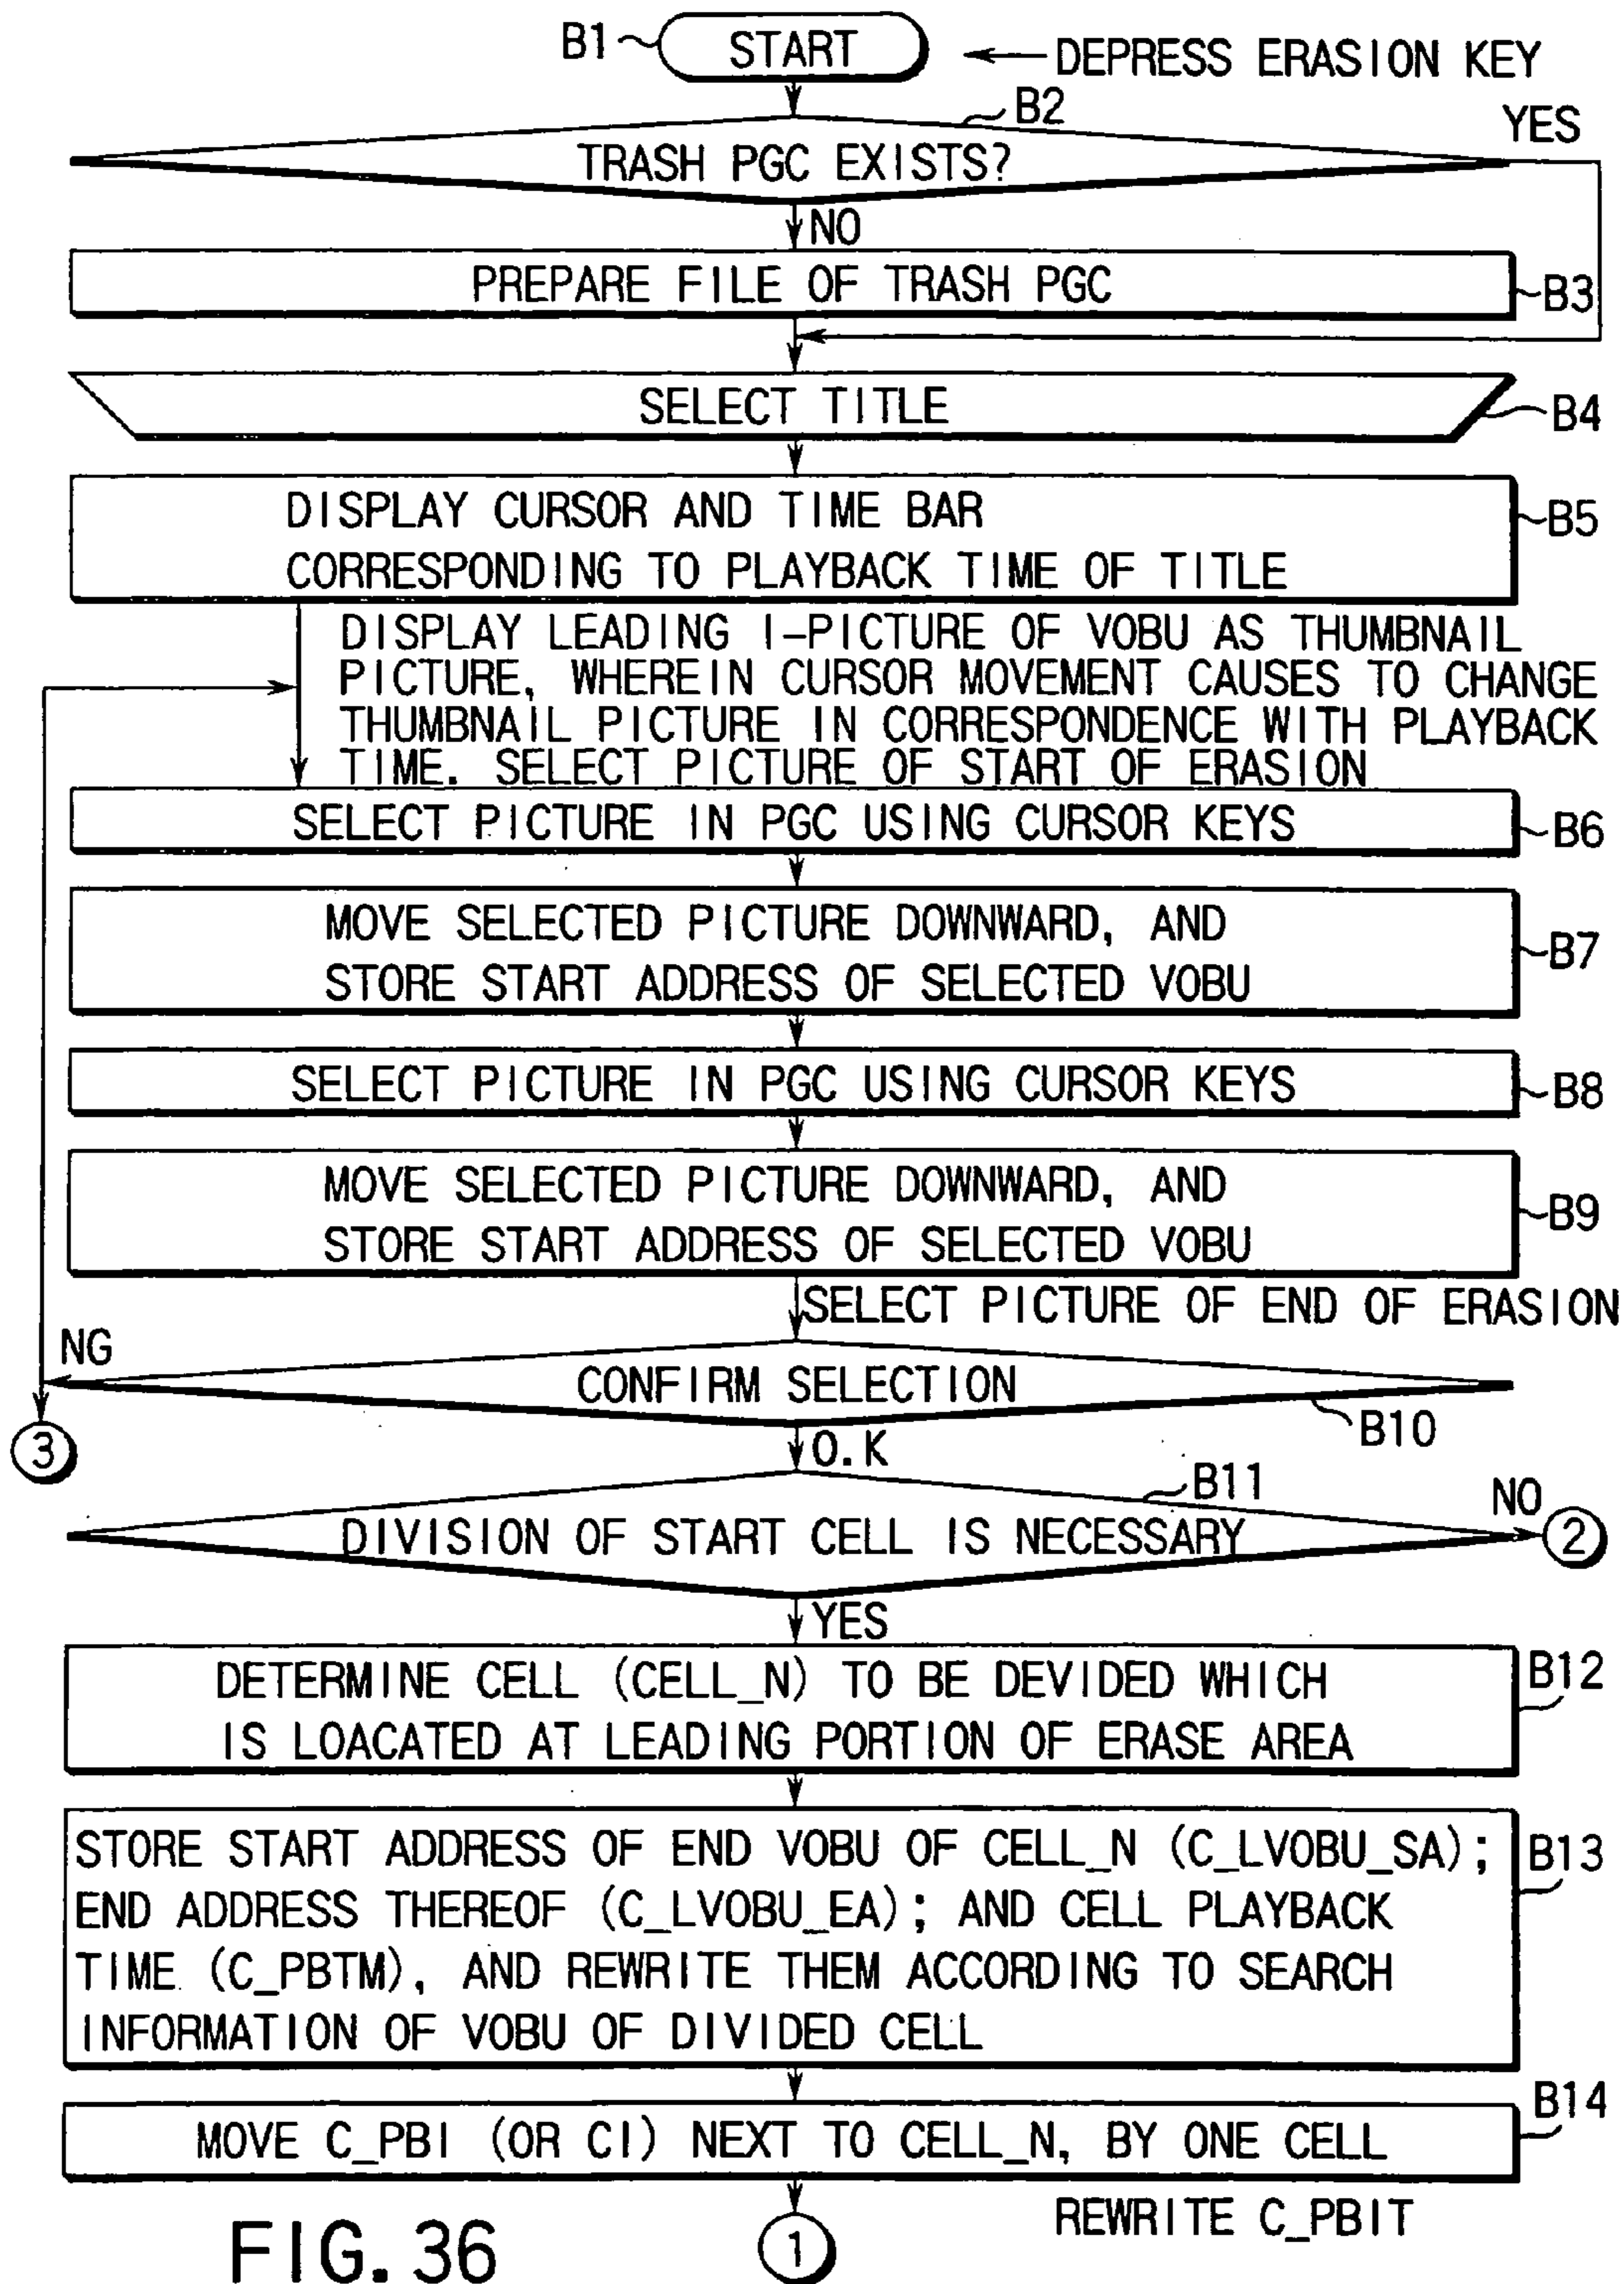 B1
START
DEPRESS ERASION KEY
B2
YES
TRASH PGC EXISTS?
NO
PREPARE FILE OF TRASH PGC
B3
SELECT TITLE
B4
DISPLAY CURSOR AND TIME BAR
CORRESPONDING TO PLAYBACK TIME OF TITLE
B5
DISPLAY LEADING I-PICTURE OF VOBU AS THUMBNAIL
PICTURE, WHEREIN CURSOR MOVEMENT CAUSES TO CHANGE
THUMBNAIL PICTURE IN CORRESPONDENCE WITH PLAYBACK
TIME. SELECT PICTURE OF START OF ERASION
SELECT PICTURE IN PGC USING CURSOR KEYS
B6
MOVE SELECTED PICTURE DOWNWARD, AND
STORE START ADDRESS OF SELECTED VOBU
B7
SELECT PICTURE IN PGC USING CURSOR KEYS
B8
MOVE SELECTED PICTURE DOWNWARD, AND
STORE START ADDRESS OF SELECTED VOBU
B9
SELECT PICTURE OF END OF ERASION
NG
CONFIRM SELECTION
B10
3
O.K
B11
NO
DIVISION OF START CELL IS NECESSARY
2
YES
DETERMINE CELL (CELL_N) TO BE DEVIDED WHICH
IS LOACATED AT LEADING PORTION OF ERASE AREA
B12
STORE START ADDRESS OF END VOBU OF CELL_N (C_LVOBU_SA);
END ADDRESS THEREOF (C_LVOBU_EA); AND CELL PLAYBACK
TIME (C_PBTM), AND REWRITE THEM ACCORDING TO SEARCH
INFORMATION OF VOBU OF DIVIDED CELL
B13
MOVE C_PBI (OR CI) NEXT TO CELL_N, BY ONE CELL
B14
REWRITE C_PBIT
1
FIG. 36